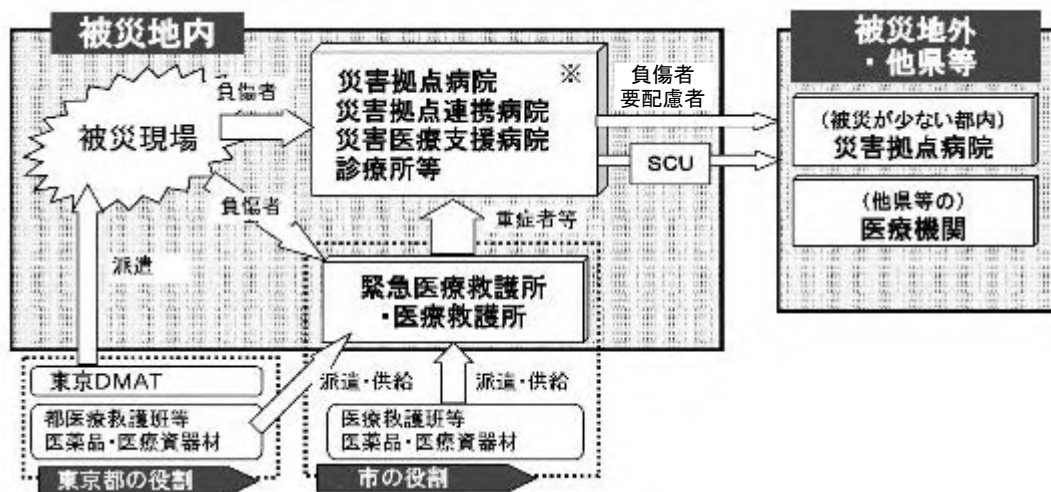 被災地内
被災現場
負傷者
災害拠点病院 ※
災害拠点連携病院
災害医療支援病院
診療所等
負傷者
要配慮者
SCU
被災地外
・他県等
(被災が少ない都内)
災害拠点病院
(他県等の)
医療機関
負傷者
重症者等
派遣
緊急医療救護所
・医療救護所
東京DMAT
都医療救護班等
医薬品・医療資器材
東京都の役割
派遣・供給
派遣・供給
医療救護班等
医薬品・医療資器材
市の役割